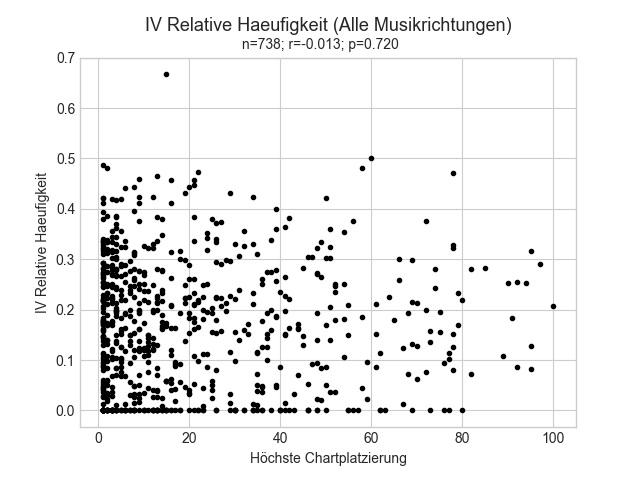 IV Relative Haeufigkeit (Alle Musikrichtungen)
n=738; r=-0.013; p=0.720
IV Relative Haeufigkeit
0.7
0.6
0.5
0.4
0.3
0.2
0.1
0.0
0 20 40 60 80 100
Höchste Chartplatzierung